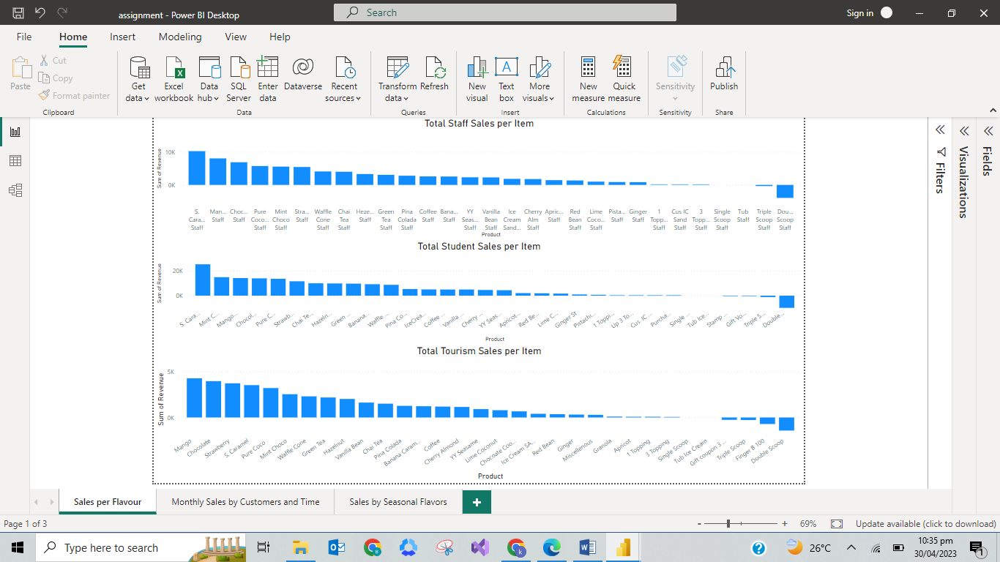 assignment - Power BI Desktop
Search
Sign in
File Home Insert Modeling View Help
Paste
Cut
Copy
Format painter
Clipboard
Get data
Excel workbook
Data hub
SQL Server
Enter data
Dataverse
Recent sources
Data
Transform data
Refresh
Queries
New visual
Text box
More visuals
Insert
New measure
Quick measure
Calculations
Sensitivity
Sensitivity
Publish
Share
Filters
Visualizations
Fields
Total Staff Sales per Item
Sum of Revenue
10K
0K
S. Cara... Staff
Man... Staff
Choc... Staff
Pure Coco... Staff
Mint Choco Staff
Stra... Staff
Waffle Cone Staff
Chai Tea Staff
Heze... Staff
Green Tea Staff
Pina Colada Staff
Coffee Staff
Bana... Staff
YY Seas... Staff
Vanilla Bean Staff
Ice Cream Sand...
Cherry Alm Staff
Apric... Staff
Red Bean Staff
Lime Coco... Staff
Pista... Staff
Ginger Staff
1 Topp... Staff
Cus IC Sand Staff
3 Topp... Staff
Single Scoop Staff
Tub Staff
Triple Scoop Staff
Dou... Scoop Staff
Product
Total Student Sales per Item
Sum of Revenue
20K
0K
S. Cara...
Mint C...
Mango...
Chocol...
Pure C...
Strawb...
Chai Te...
Hazeln...
Green ...
Banana...
Waffle ...
Pina Co...
IceCrea...
Coffee ...
Vanilla ...
Cherry ...
YY Seas...
Apricot...
Red Be...
Lime C...
Ginger St
Pistachi...
1 Toppi...
Up 3 To...
Cus. IC ...
Purcha...
Single ...
Tub Ice...
Stamp ...
Gift Vo...
Triple S...
Double...
Product
Total Tourism Sales per Item
Sum of Revenue
5K
0K
Mango
Chocolate
Strawberry
S. Caramel
Pure Coco...
Mint Choco
Waffle Cone
Green Tea
Hazelnut
Vanilla Bean
Chai Tea
Pina Colada
Banana Caram...
Coffee
Cherry Almond
YY Seasame
Lime Coconut
Chocoate Coo...
Ice Cream SA...
Red Bean
Ginger
Miscellenous
Granola
Apricot
1 Topping
3 Topping
Single Scoop
Tub Ice Cream
Gift coupon 3 ...
Triple Scoop
Finger B 100
Double Scoop
Product
Sales per Flavour
Monthly Sales by Customers and Time
Sales by Seasonal Flavors
+
Page 1 of 3
- + 69%
Update available (click to download)
Type here to search
26°C
10:35 pm
30/04/2023
1